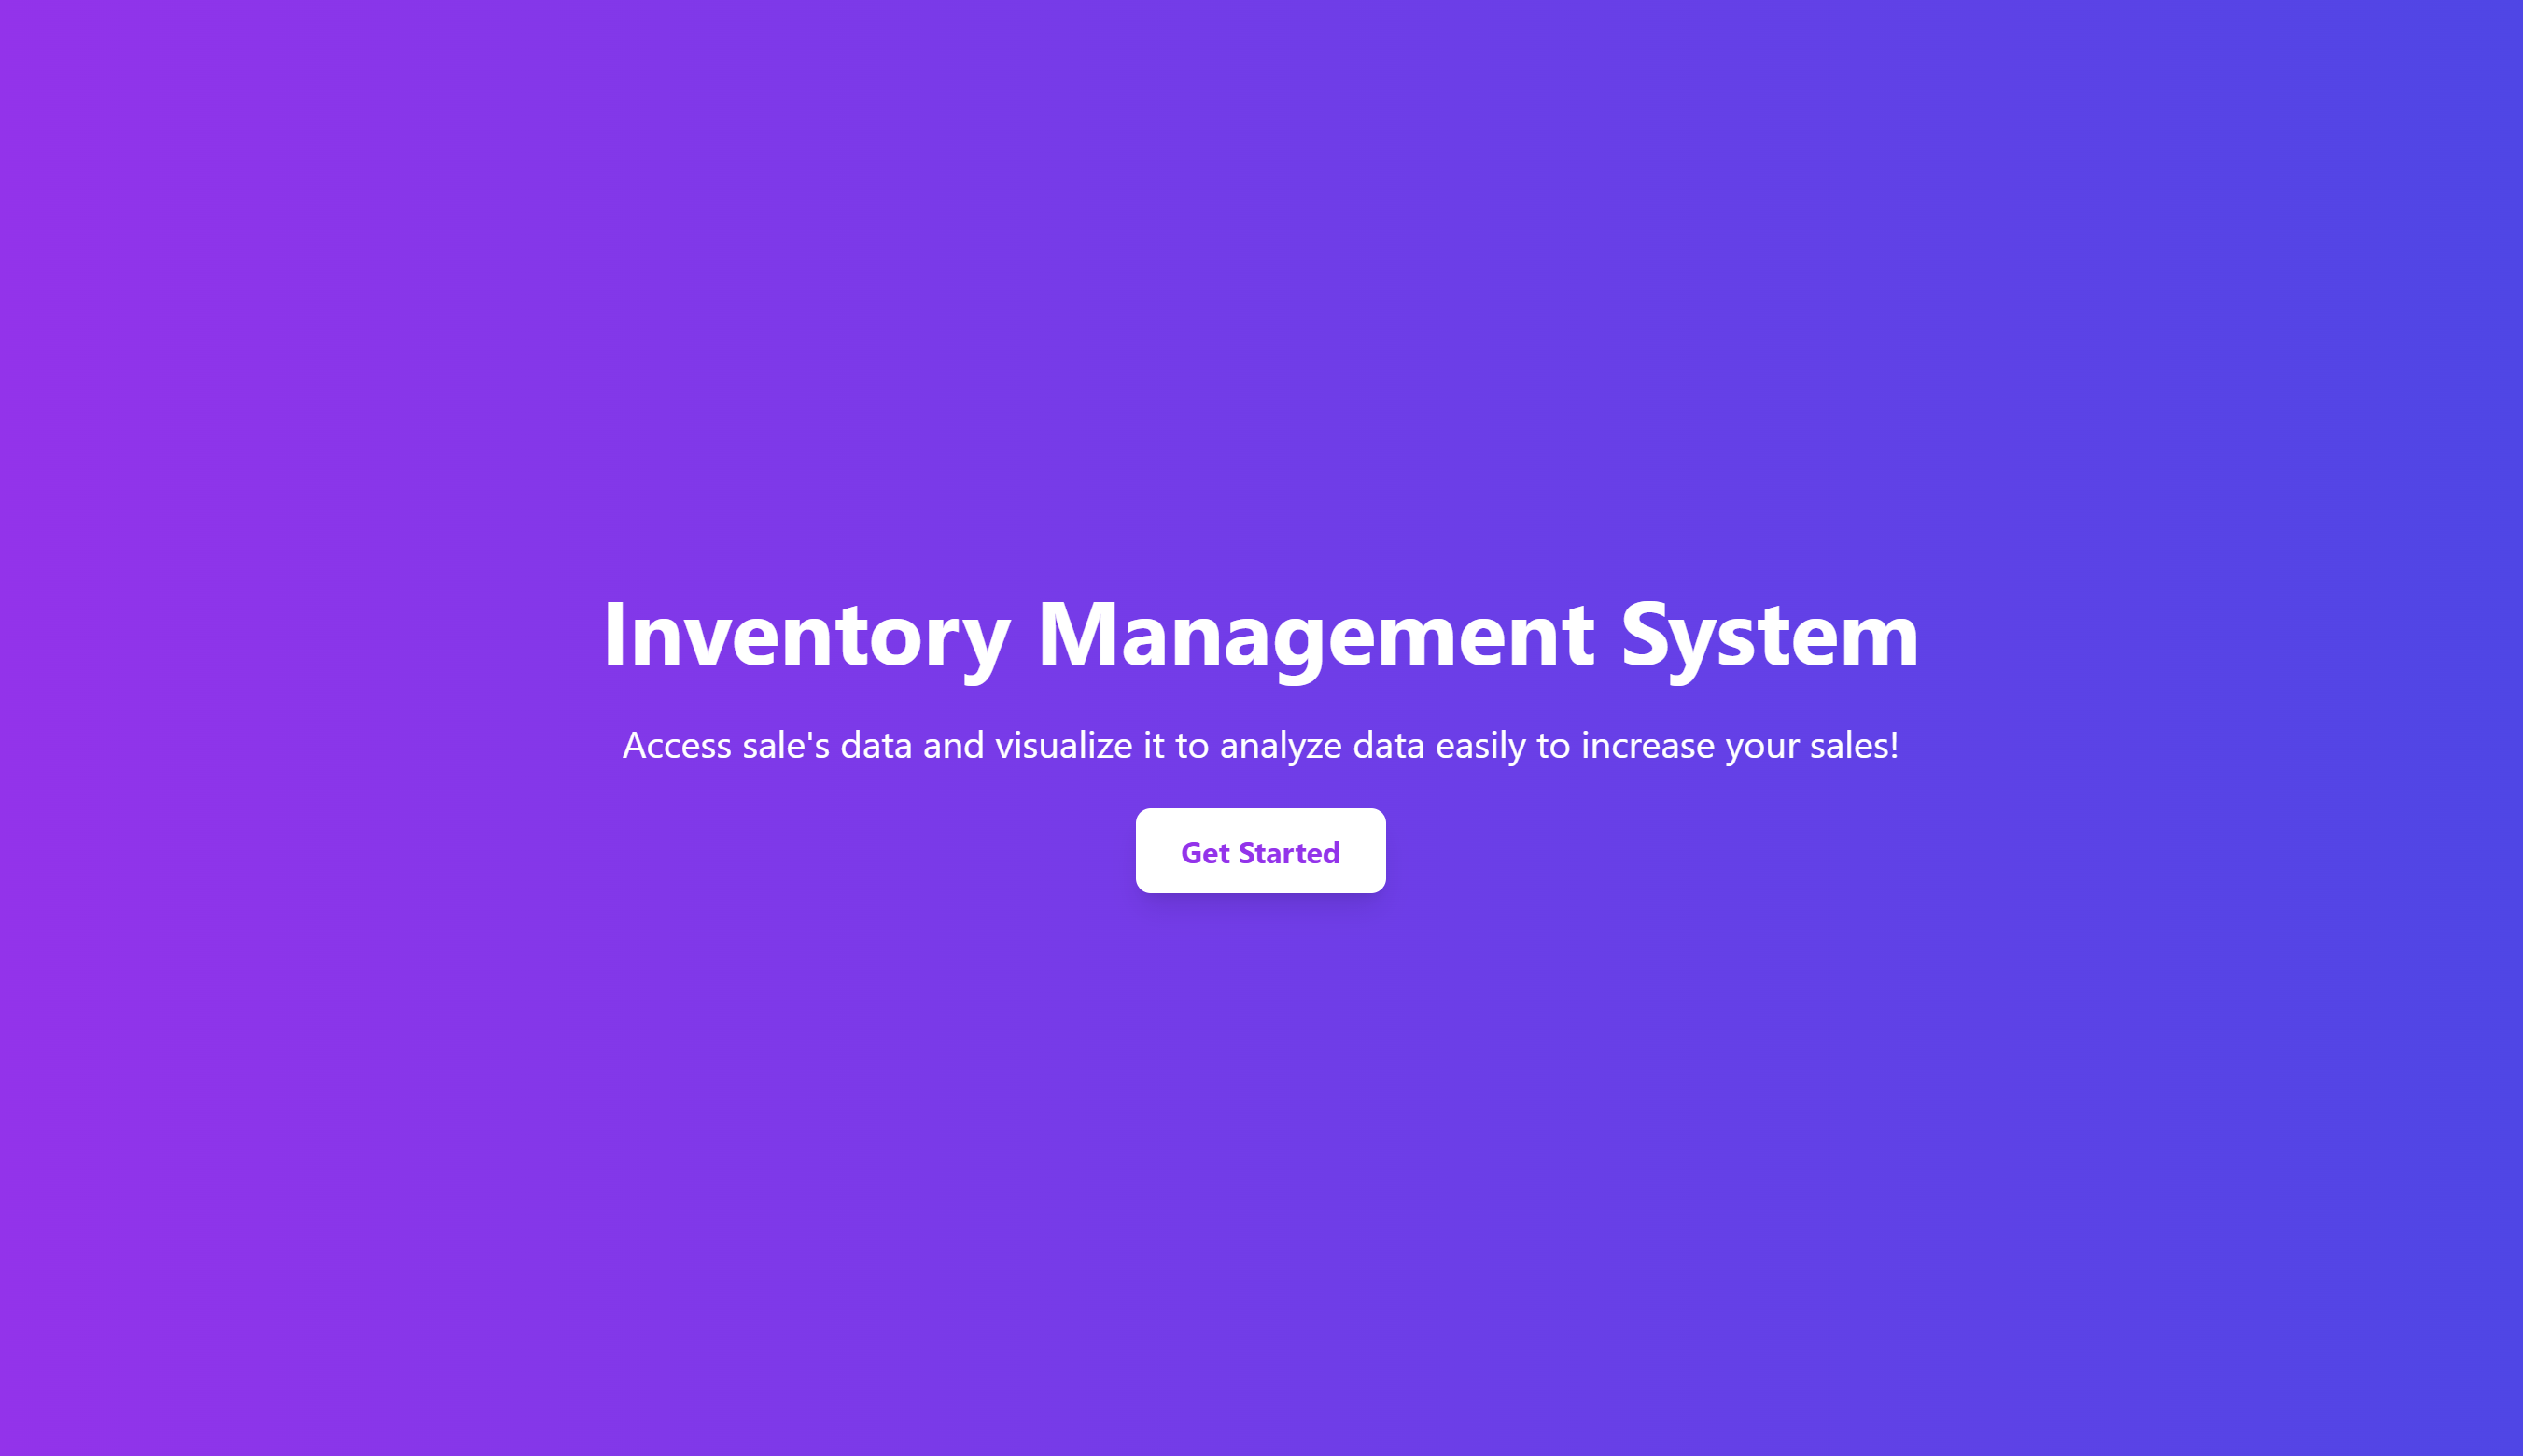 Inventory Management System
Access sale's data and visualize it to analyze data easily to increase your sales!
Get Started